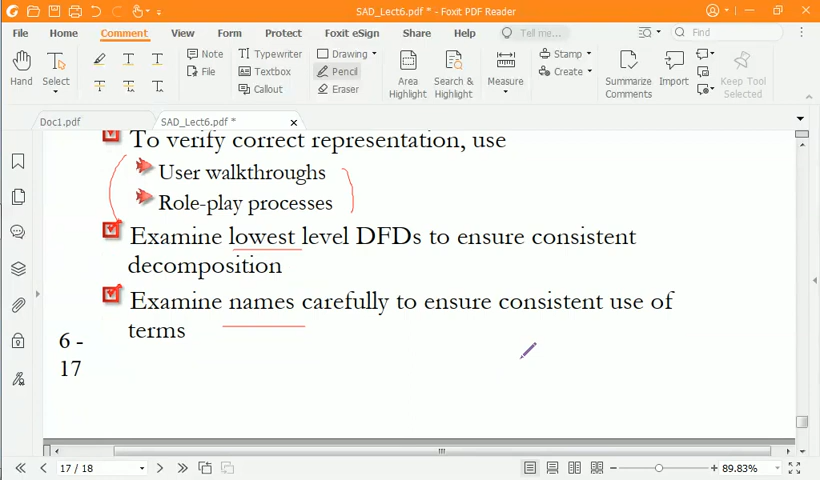 SAD_Lect6.pdf * - Foxit PDF Reader
File Home Comment View Form Protect Foxit eSign Share Help Tell me... Find
Hand
Select
Note
File
Typewriter
Textbox
Callout
Drawing
Pencil
Eraser
Area
Highlight
Search &
Highlight
Measure
Stamp
Create
Summarize
Comments
Import
Keep Tool
Selected
Doc1.pdf SAD_Lect6.pdf *
To verify correct representation, use
User walkthroughs
Role-play processes
Examine lowest level DFDs to ensure consistent
decomposition
Examine names carefully to ensure consistent use of
terms
6 -
17
17 / 18 89.83%